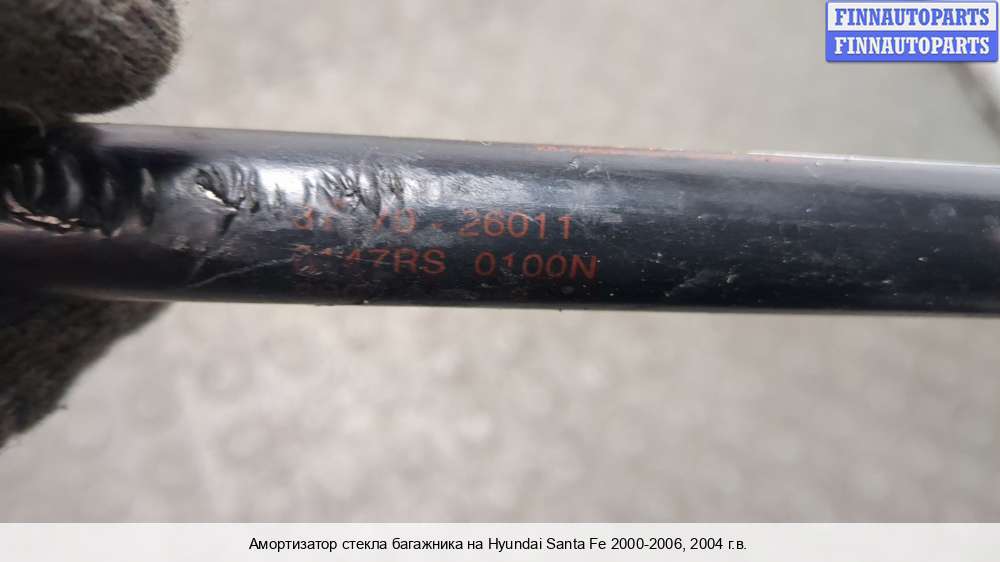 FINNAUTOPARTS
FINNAUTOPARTS
26011
0100N
Амортизатор стекла багажника на Hyundai Santa Fe 2000-2006, 2004 г.в.